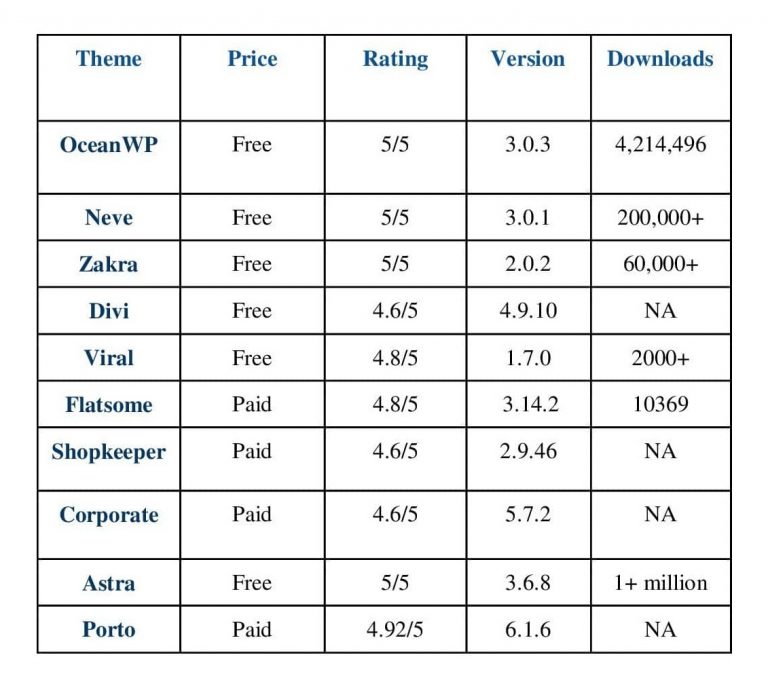 Theme Price Rating Version Downloads
OceanWP Free 5/5 3.0.3 4,214,496
Neve Free 5/5 3.0.1 200,000+
Zakra Free 5/5 2.0.2 60,000+
Divi Free 4.6/5 4.9.10 NA
Viral Free 4.8/5 1.7.0 2000+
Flatsome Paid 4.8/5 3.14.2 10369
Shopkeeper Paid 4.6/5 2.9.46 NA
Corporate Paid 4.6/5 5.7.2 NA
Astra Free 5/5 3.6.8 1+ million
Porto Paid 4.92/5 6.1.6 NA